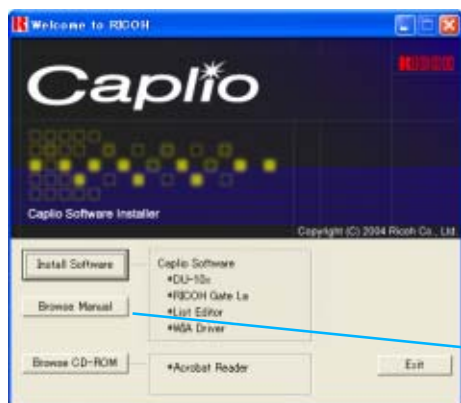 Welcome to RICOH
RICOH
Caplio
Caplio Software Installer
Copyright (C) 2004 Ricoh Co., Ltd.
Install Software
Caplio Software
*DU-10x
*RICOH Gate La
*List Editor
*WIA Driver
Browse Manual
Browse CD-ROM
*Acrobat Reader
Exit